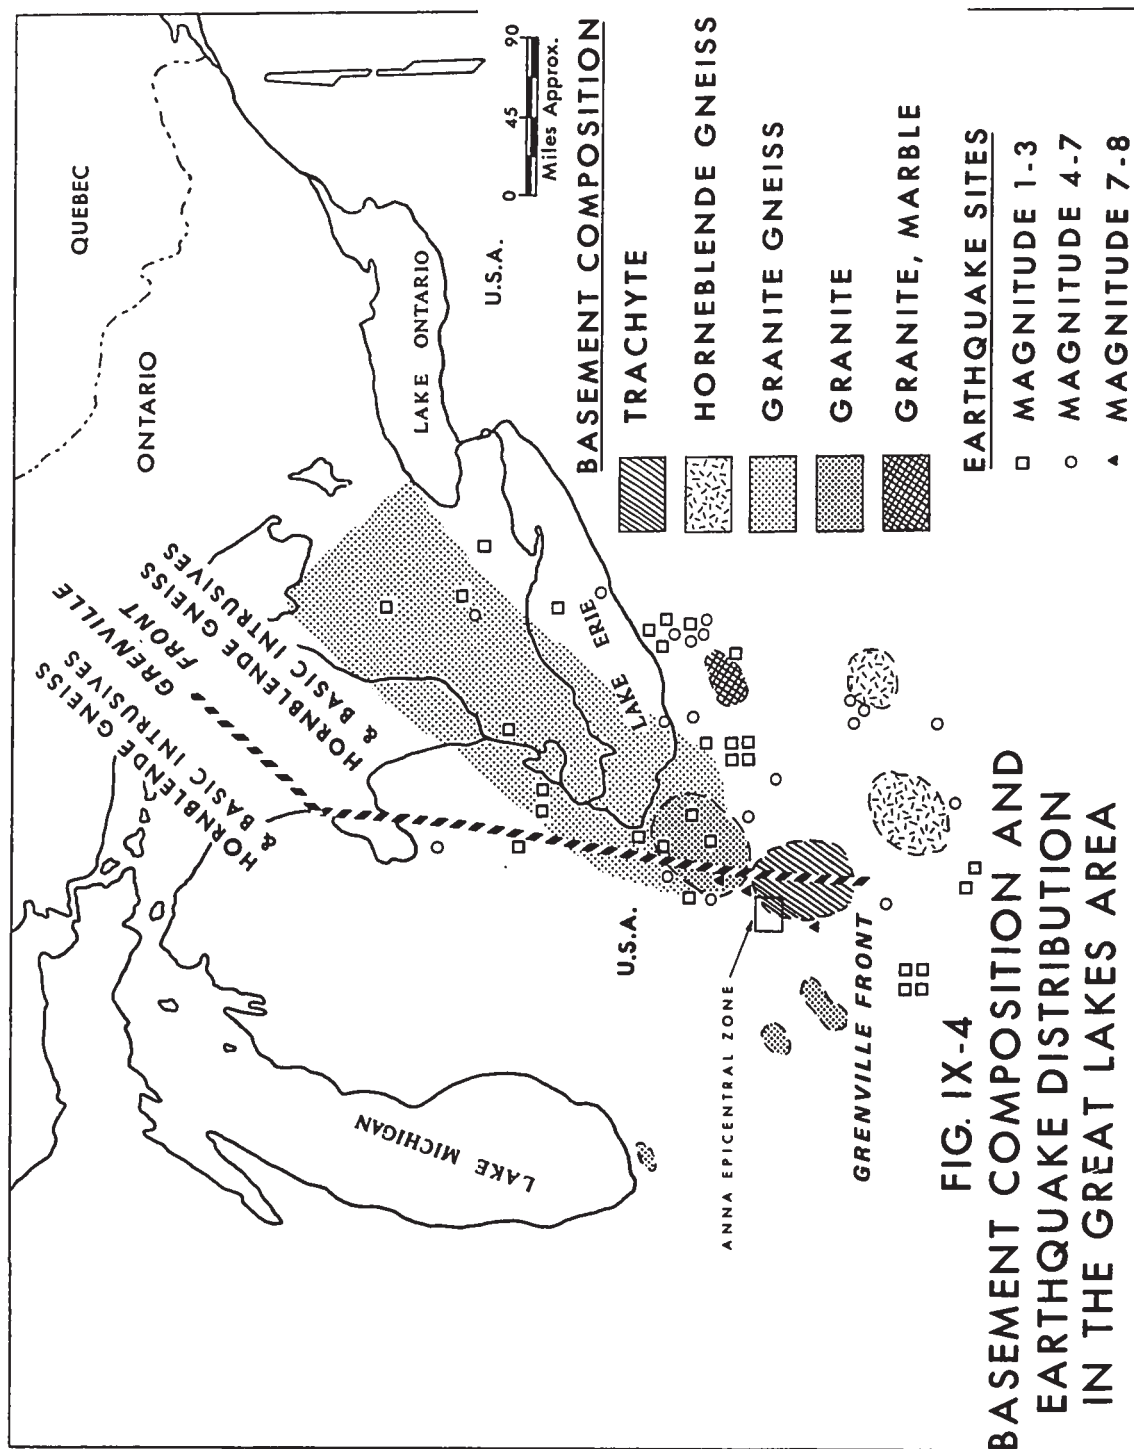 QUEBEC
ONTARIO
LAKE ONTARIO
U.S.A.
0 45 90
Miles Approx.
GRENVILLE
FRONT
HORNBLENDE GNEISS
& BASIC INTRUSIVES
HORNBLENDE GNEISS
& BASIC INTRUSIVES
LAKE ERIE
LAKE MICHIGAN
U.S.A.
ANNA EPICENTRAL ZONE
GRENVILLE FRONT
BASEMENT COMPOSITION
TRACHYTE
HORNEBLENDE GNEISS
GRANITE GNEISS
GRANITE
GRANITE, MARBLE
EARTHQUAKE SITES
MAGNITUDE 1-3
MAGNITUDE 4-7
MAGNITUDE 7-8
FIG. IX-4
BASEMENT COMPOSITION AND
EARTHQUAKE DISTRIBUTION
IN THE GREAT LAKES AREA